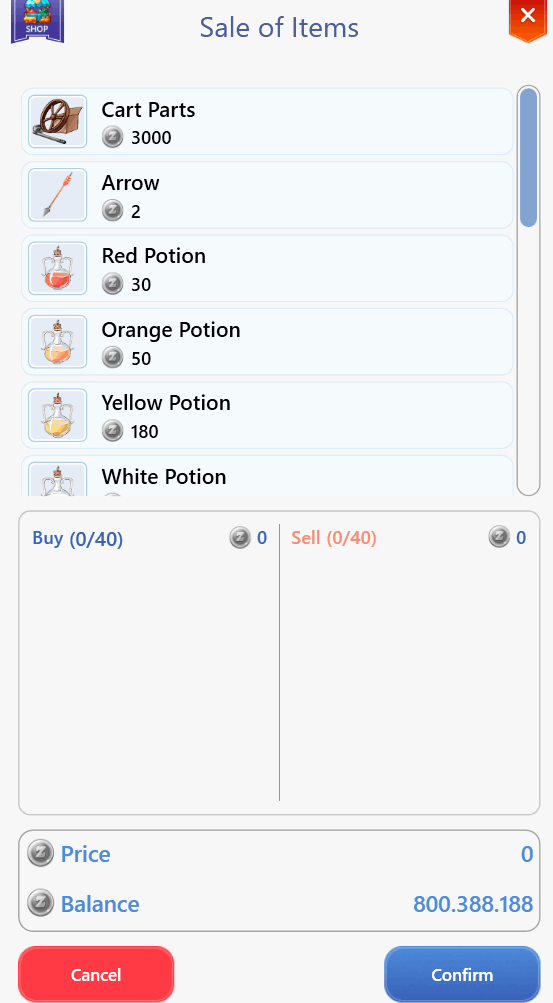 SHOP
Sale of Items
Cart Parts
3000
Arrow
2
Red Potion
30
Orange Potion
50
Yellow Potion
180
White Potion
Buy (0/40)
0
Sell (0/40)
0
Price
0
Balance
800.388.188
Cancel
Confirm